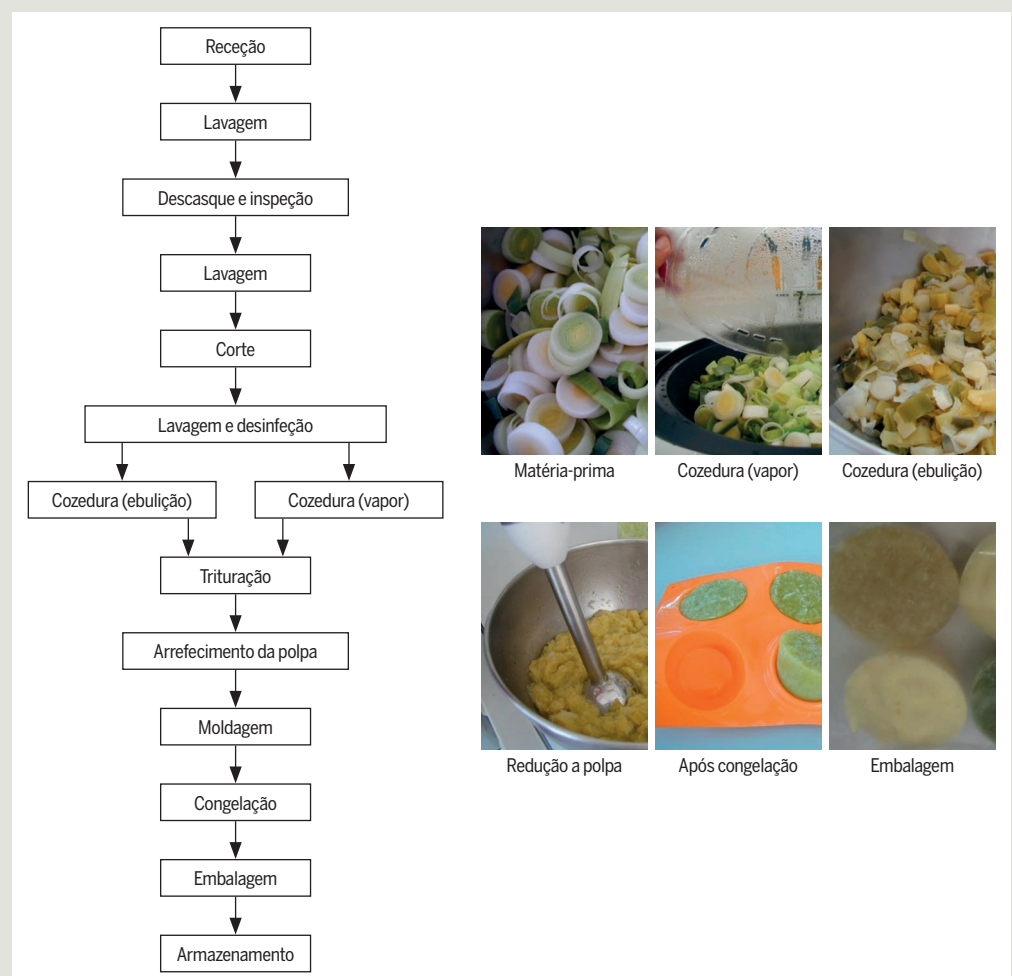 Receção
Lavagem
Descasque e inspeção
Lavagem
Corte
Lavagem e desinfeção
Cozedura (ebulição)
Cozedura (vapor)
Trituração
Arrefecimento da polpa
Moldagem
Congelação
Embalagem
Armazenamento
Matéria-prima
Cozedura (vapor)
Cozedura (ebulição)
Redução a polpa
Após congelação
Embalagem